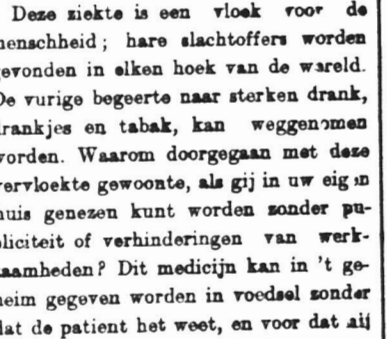 Deze ziekte is een vloek voor de
menschheid; hare slachtoffers worden
gevonden in elken hoek van de wereld.
De vurige begeerte naar sterken drank,
drankjes en tabak, kan weggenomen
worden. Waarom doorgegaan met deze
vervloekte gewoonte, als gij in uw eigen
huis genezen kunt worden zonder pu-
bliciteit of verhinderingen van werk-
zaamheden? Dit medicijn kan in 't ge-
heim gegeven worden in voedsel zonder
dat de patient het weet, en voor dat zij